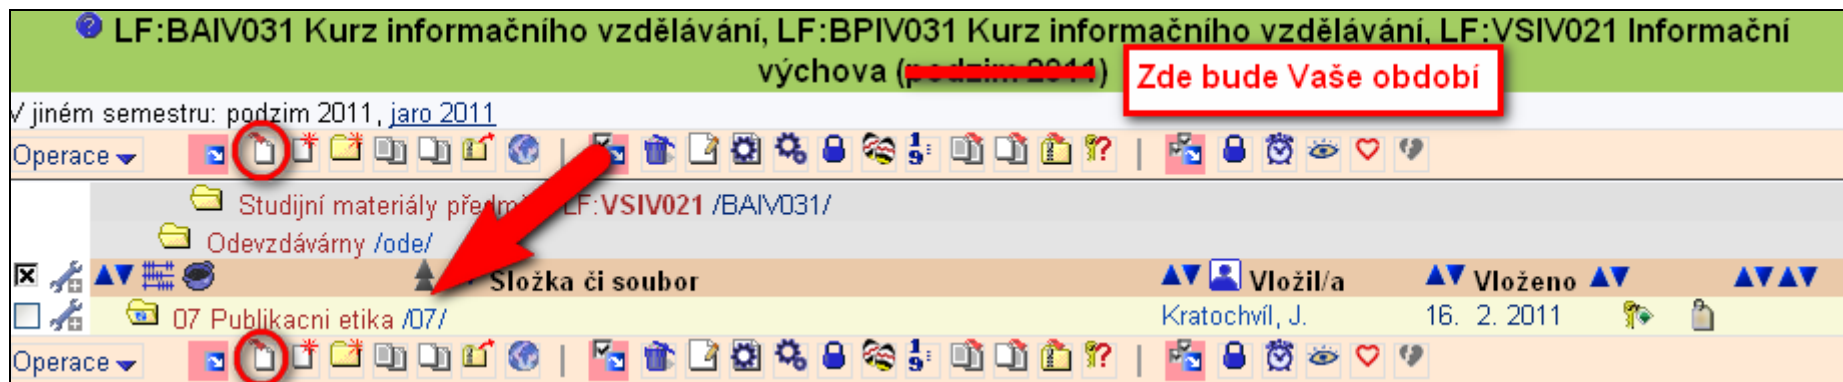 LF:BAIV031 Kurz informačního vzdělávání, LF:BPIV031 Kurz informačního vzdělávání, LF:VSIV021 Informační
výchova (podzim 2011)
Zde bude Vaše období
V jiném semestru: podzim 2011, jaro 2011
Operace
Studijní materiály LF:VSIV021 /BAIV031/
Odevzdávárny /ode/
Složka či soubor Vložil/a Vloženo
07 Publikacni etika /07/ Kratochvíl, J. 16. 2. 2011
Operace